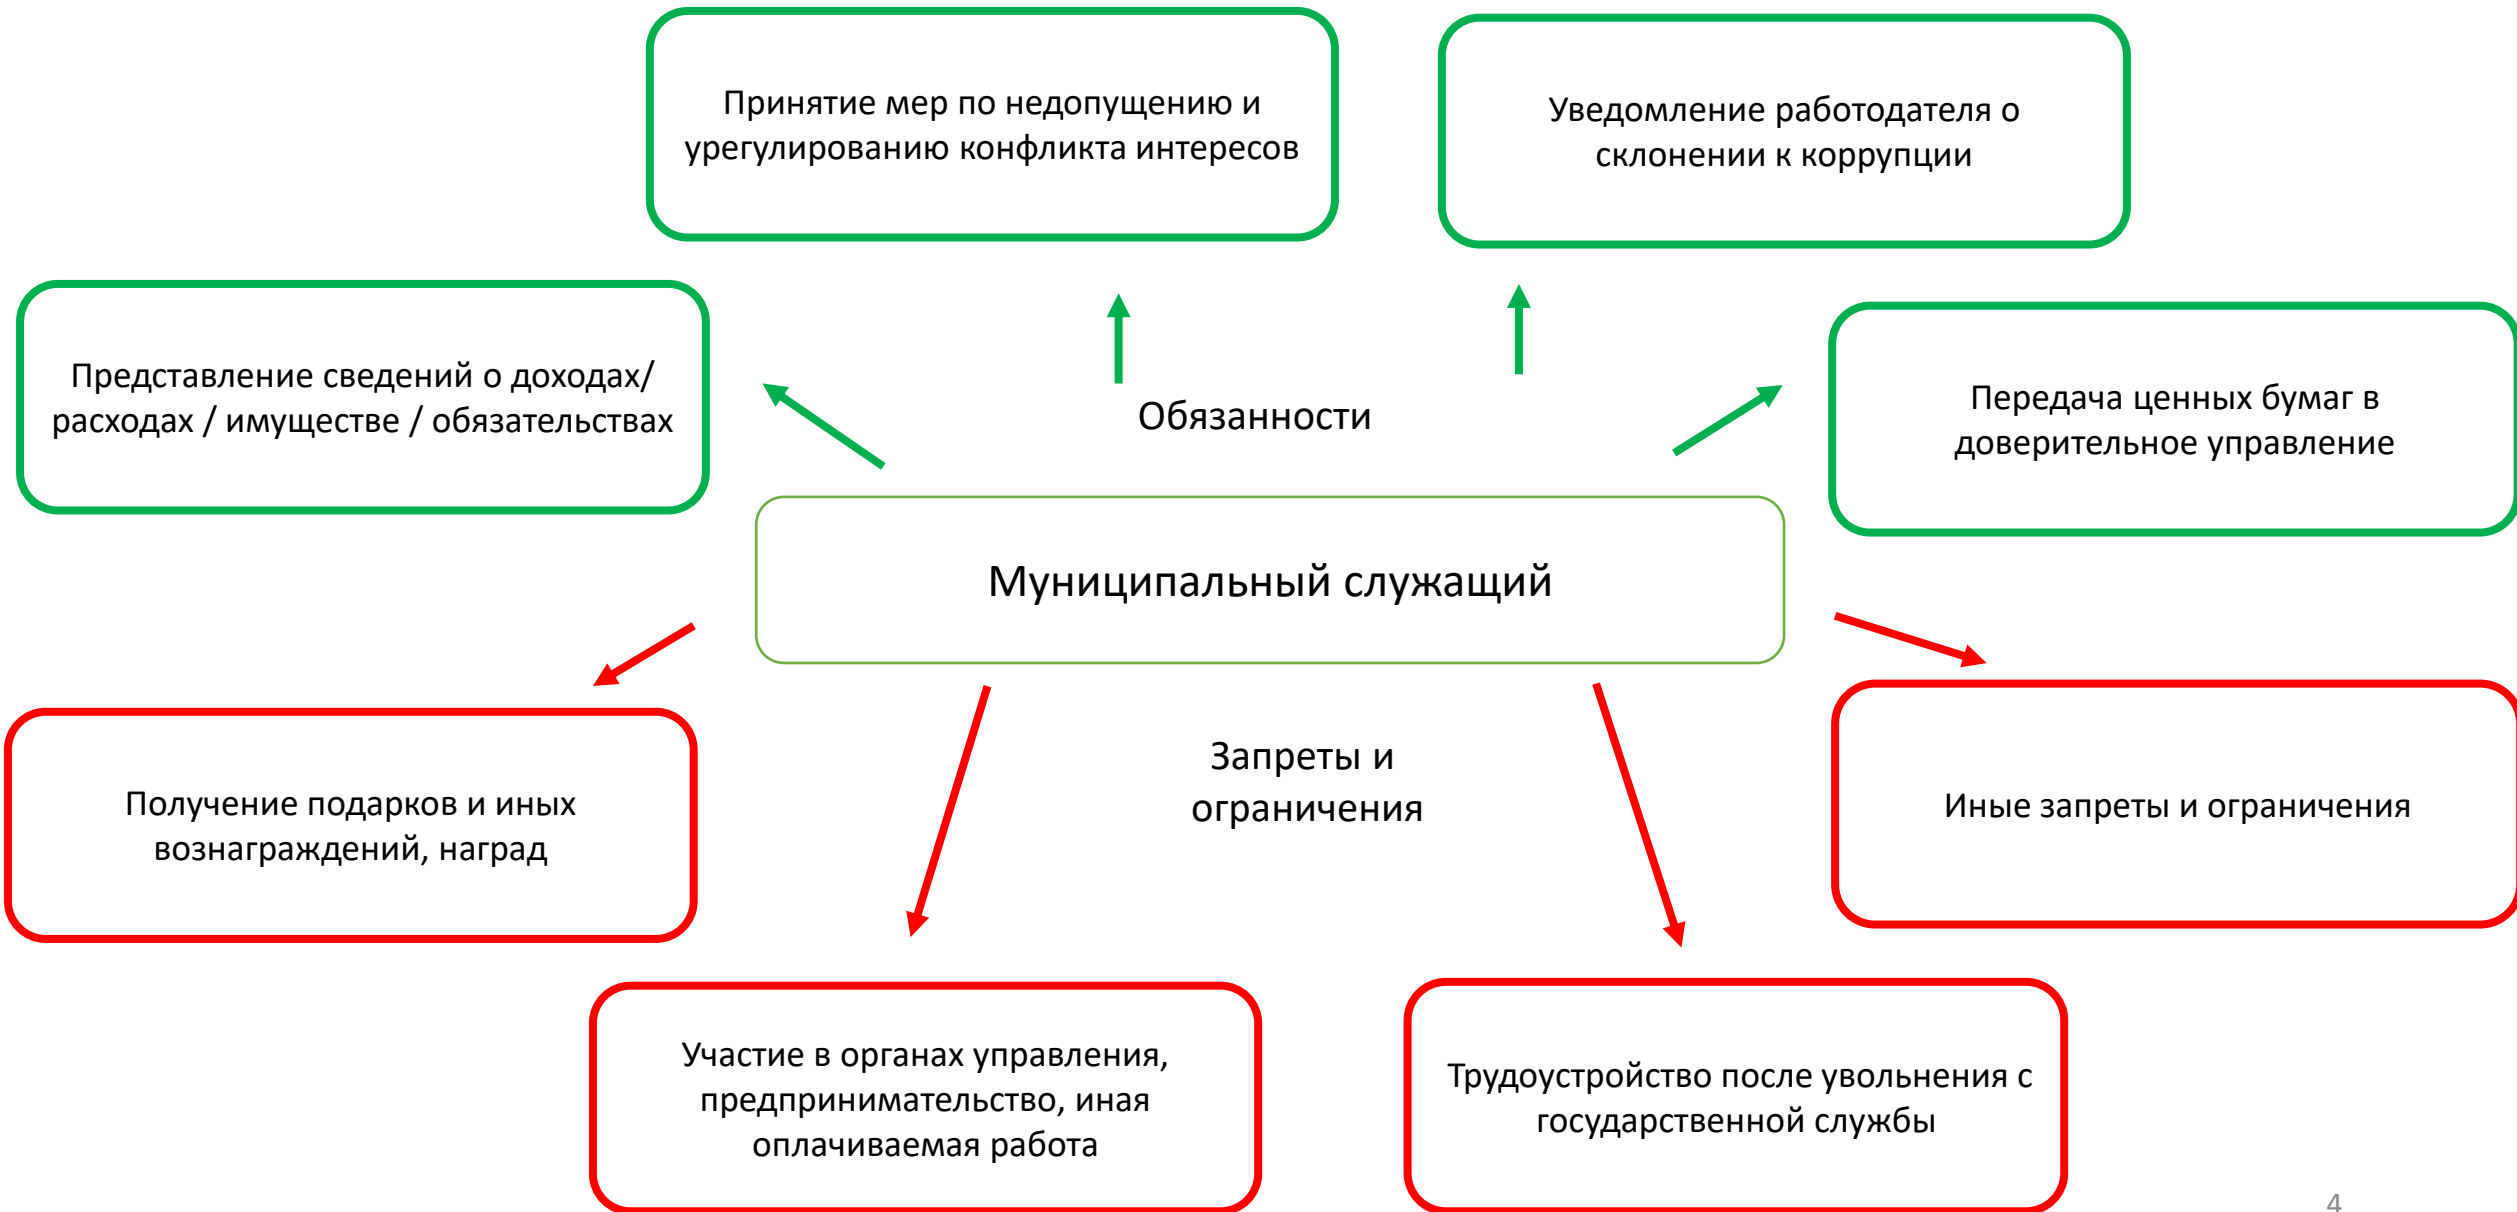 Принятие мер по недопущению и
урегулированию конфликта интересов
Уведомление работодателя о
склонении к коррупции
Представление сведений о доходах/
расходах / имуществе / обязательствах
Обязанности
Передача ценных бумаг в
доверительное управление
Муниципальный служащий
Получение подарков и иных
вознаграждений, наград
Запреты и
ограничения
Иные запреты и ограничения
Участие в органах управления,
предпринимательство, иная
оплачиваемая работа
Трудоустройство после увольнения с
государственной службы
4